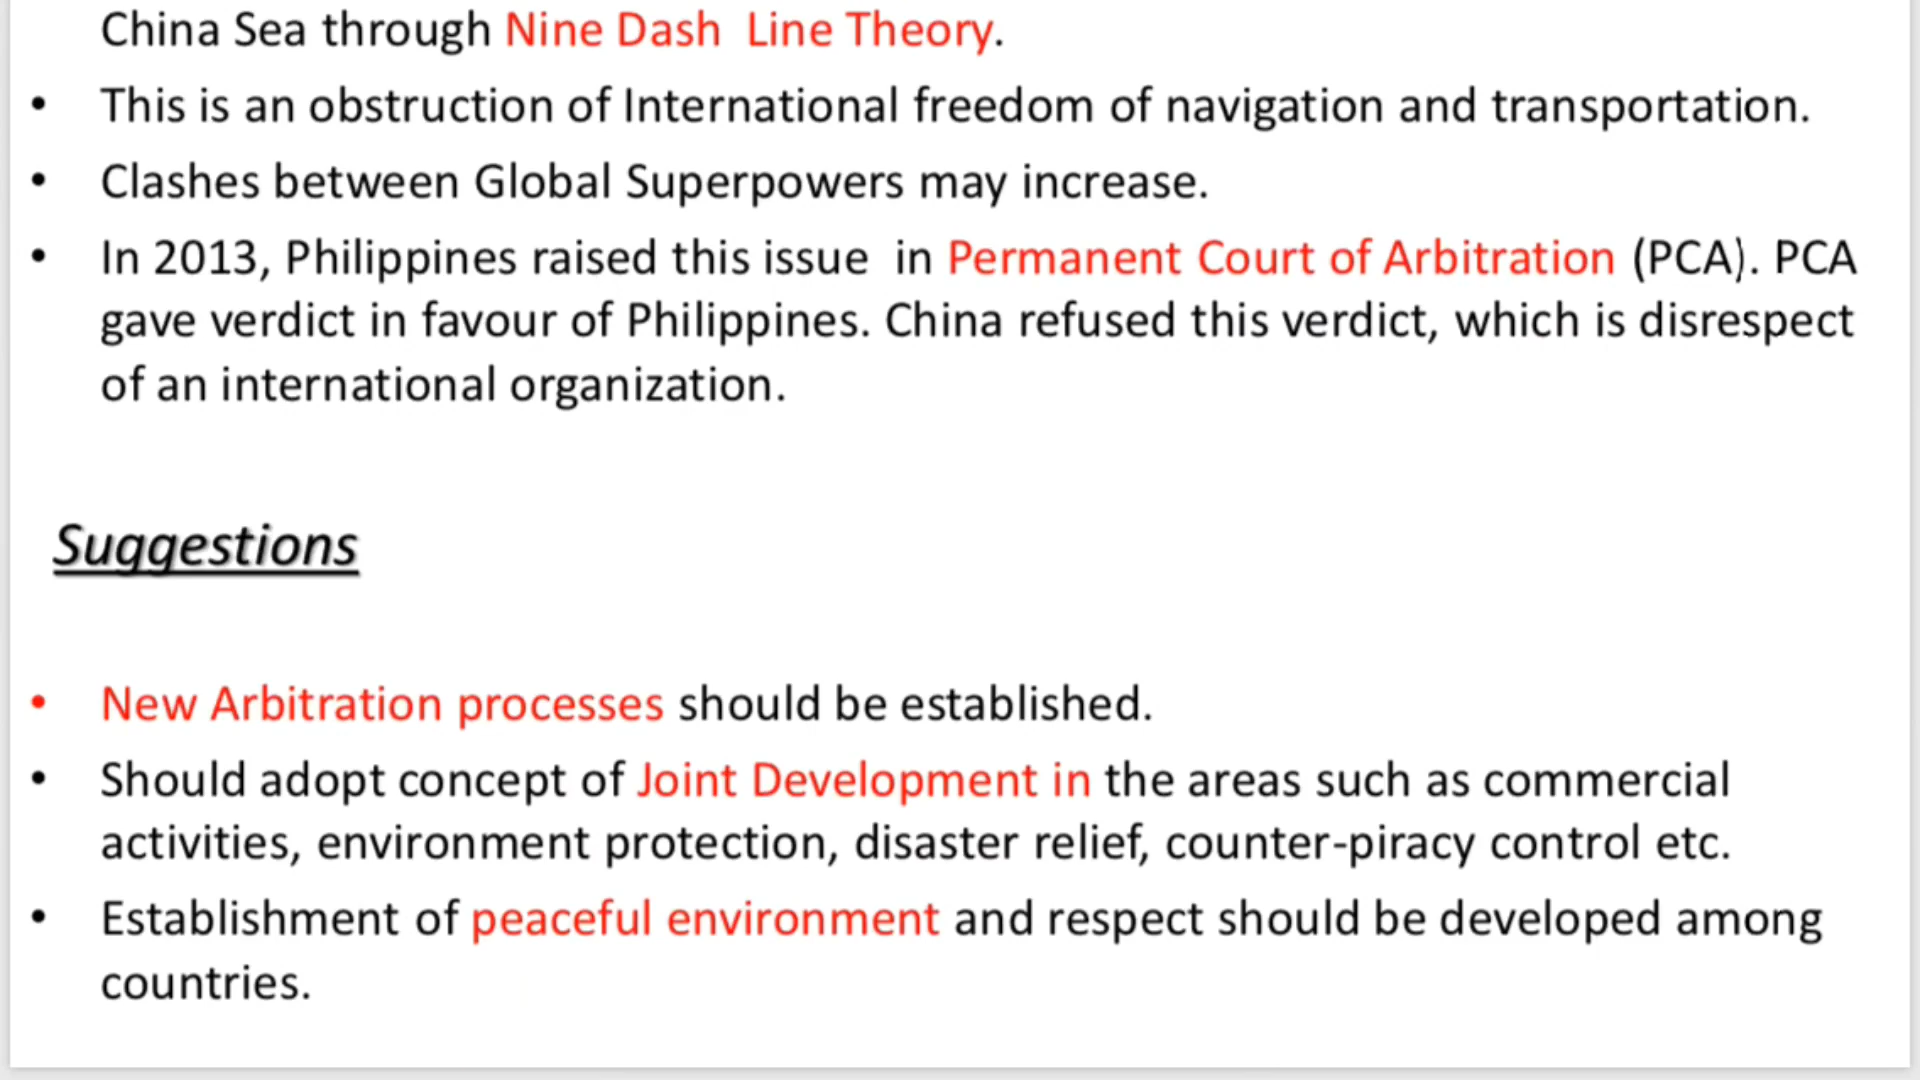 China Sea through Nine Dash  Line Theory.
• This is an obstruction of International freedom of navigation and transportation.
• Clashes between Global Superpowers may increase.
• In 2013, Philippines raised this issue  in Permanent Court of Arbitration (PCA). PCA
gave verdict in favour of Philippines. China refused this verdict, which is disrespect
of an international organization.
Suggestions
• New Arbitration processes should be established.
• Should adopt concept of Joint Development in the areas such as commercial
activities, environment protection, disaster relief, counter-piracy control etc.
• Establishment of peaceful environment and respect should be developed among
countries.